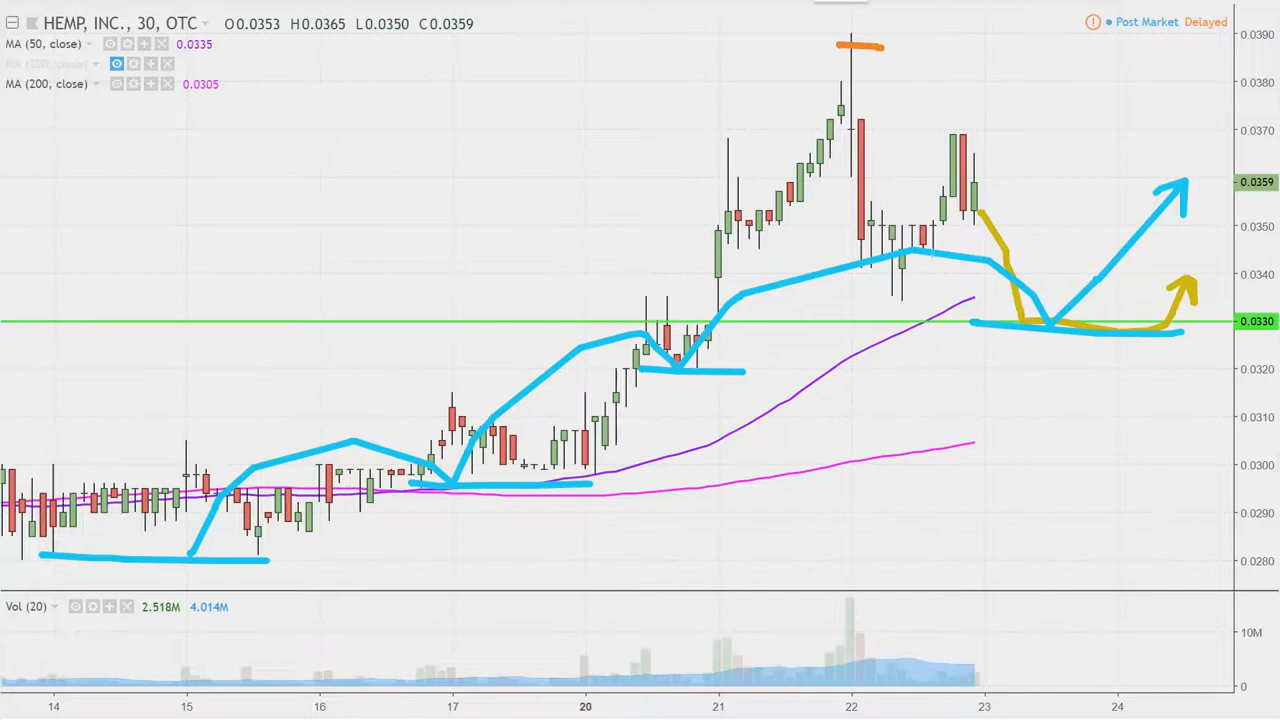 HEMP, INC., 30, OTC O0.0353 H0.0365 L0.0350 C0.0359
Post Market Delayed
MA (50, close) 0.0335
MA (200, close)
MA (200, close) 0.0305
0.0390
0.0380
0.0370
0.0359
0.0350
0.0340
0.0330
0.0320
0.0310
0.0300
0.0290
0.0280
Vol (20) 2.518M 4.014M
10M
0
14 15 16 17 20 21 22 23 24